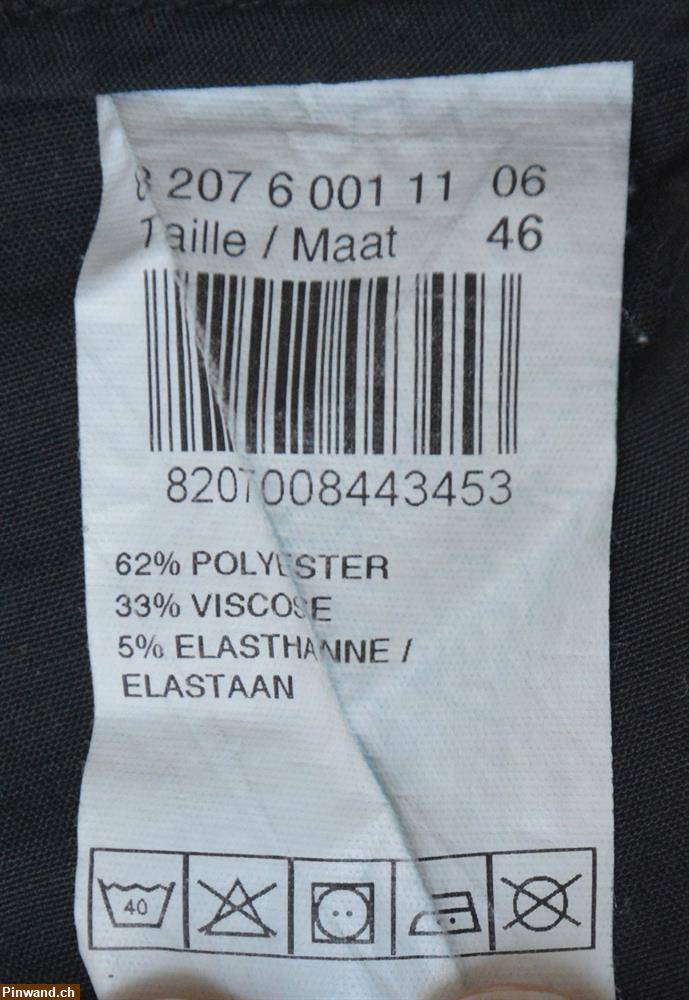 8 207 6 001 11 06
Taille / Maat 46
8207008443453
62% POLYESTER
33% VISCOSE
5% ELASTHANNE /
ELASTAAN
40
Pinwand.ch